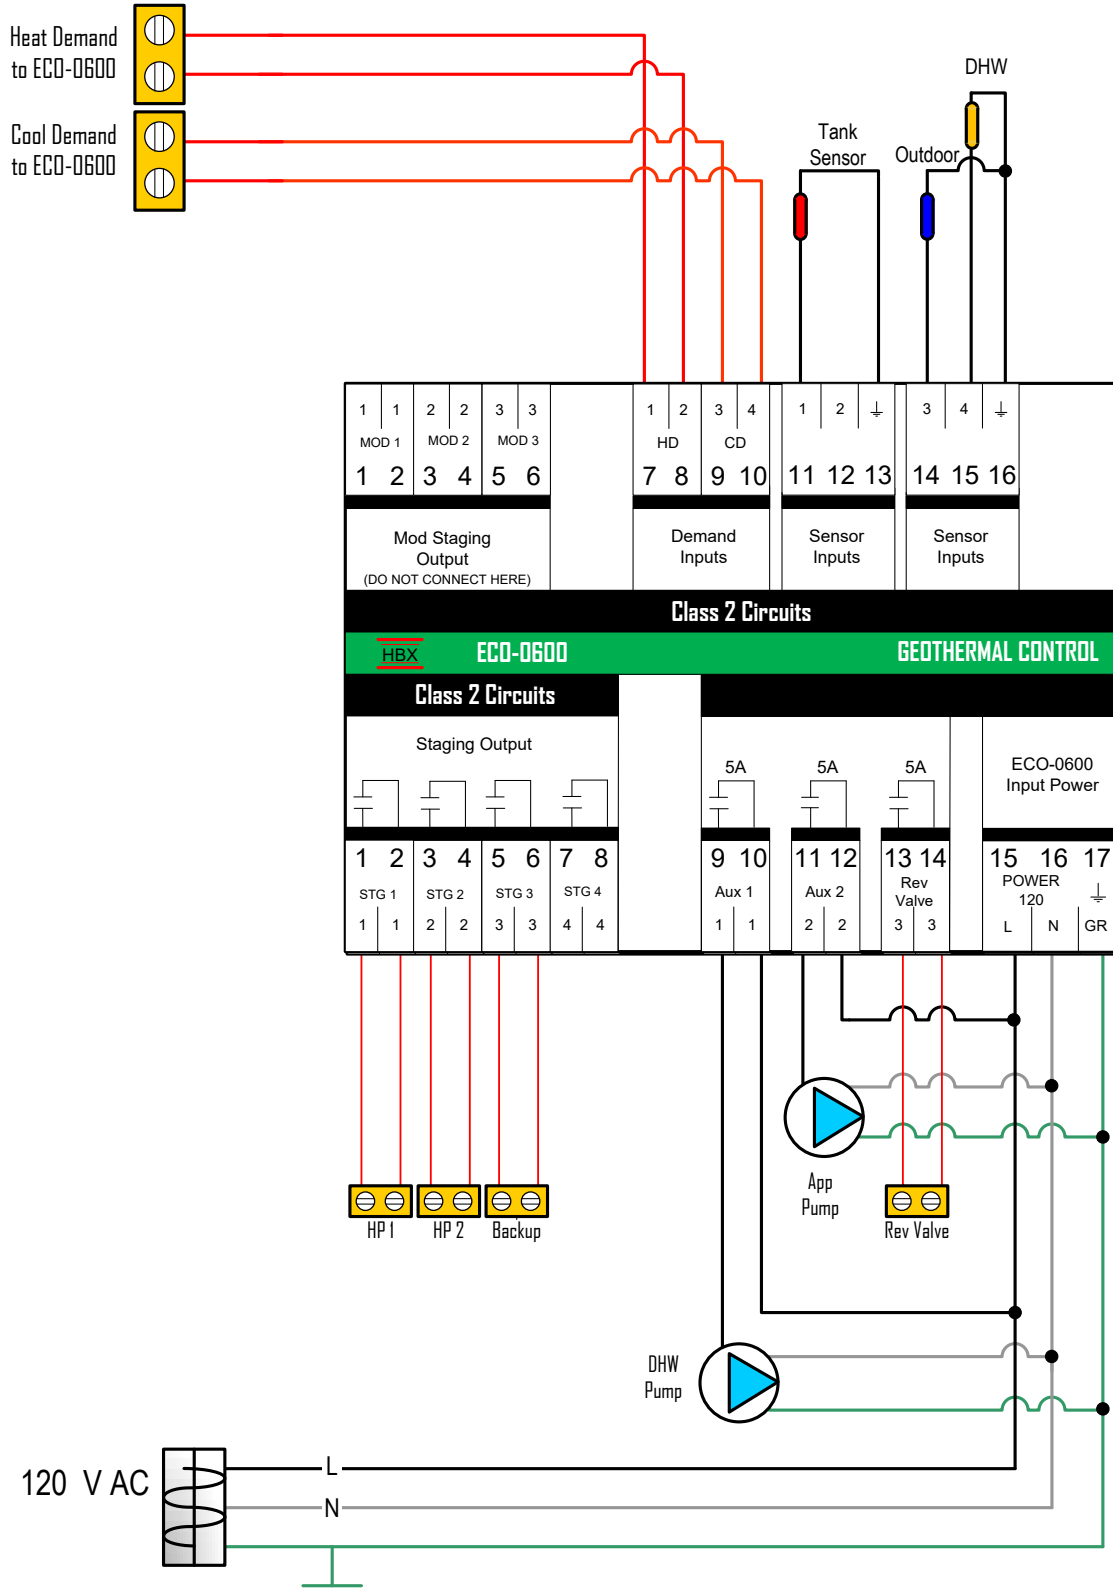 Heat Demand
to ECO-0600
Cool Demand
to ECO-0600
DHW
Tank
Sensor
Outdoor
1 1 2 2 3 3 1 2 3 4 1 2 3 4
MOD 1 MOD 2 MOD 3 HD CD
1 2 3 4 5 6 7 8 9 10 11 12 13 14 15 16
Mod Staging
Output
(DO NOT CONNECT HERE)
Demand
Inputs
Sensor
Inputs
Sensor
Inputs
Class 2 Circuits
HBX ECO-0600 GEOTHERMAL CONTROL
Class 2 Circuits
Staging Output
5A 5A 5A
ECO-0600
Input Power
1 2 3 4 5 6 7 8 9 10 11 12 13 14 15 16 17
STG 1 STG 2 STG 3 STG 4 Aux 1 Aux 2
Rev
Valve
POWER
120
1 1 2 2 3 3 4 4 1 1 2 2 3 3 L N GR
App
Pump
HP 1 HP 2 Backup Rev Valve
DHW
Pump
120 V AC
L
N